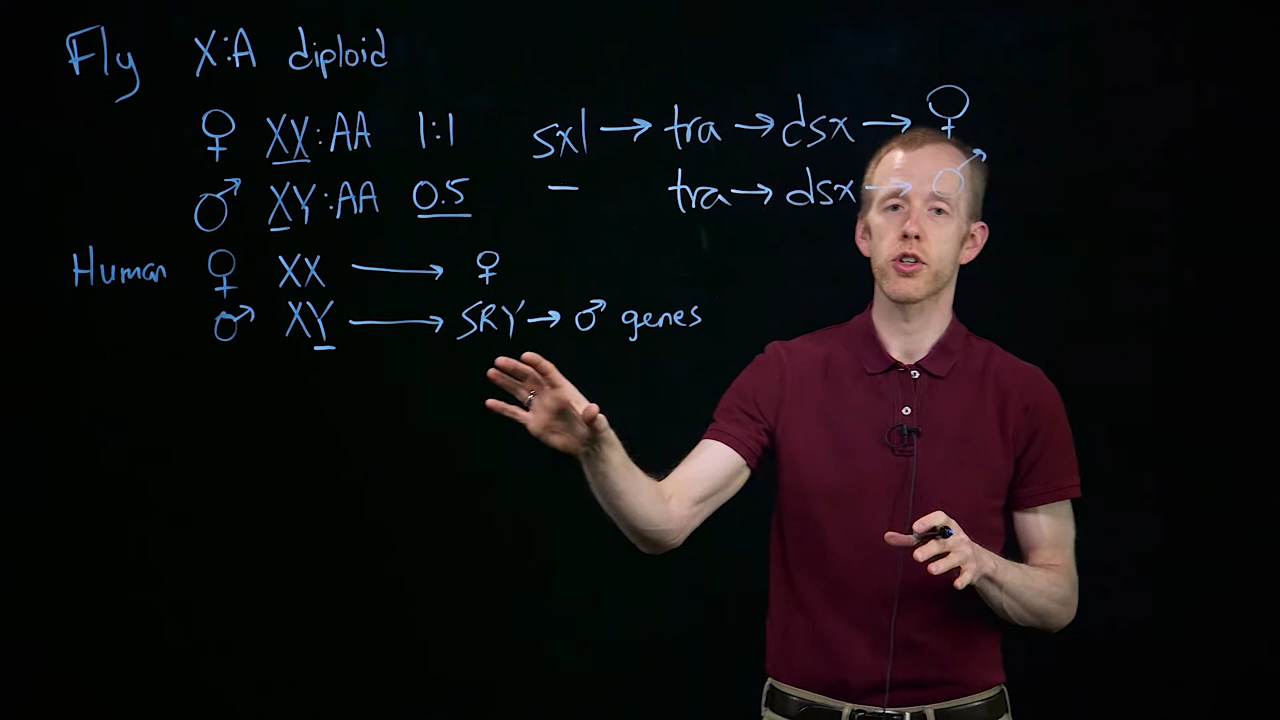 Fly X:A diploid
♀ XX:AA 1:1 sxl → tra → dsx → ♀
♂ XY:AA 0.5 — tra → dsx → ♂
Human ♀ XX → ♀
♂ XY → SRY → ♂ genes